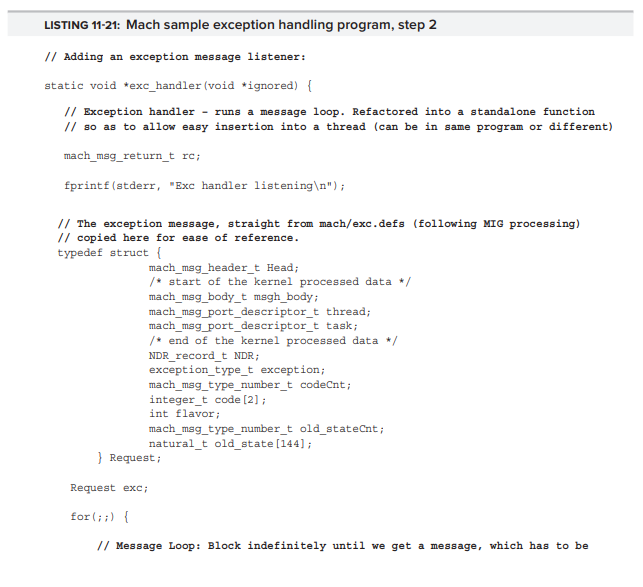 LISTING 11-21: Mach sample exception handling program, step 2
// Adding an exception message listener:
static void *exc_handler(void *ignored) {
// Exception handler – runs a message loop. Refactored into a standalone function
// so as to allow easy insertion into a thread (can be in same program or different)
mach_msg_return_t rc;
fprintf(stderr, "Exc handler listening\n");
// The exception message, straight from mach/exc.defs (following MIG processing)
// copied here for ease of reference.
typedef struct {
mach_msg_header_t Head;
/* start of the kernel processed data */
mach_msg_body_t msgh_body;
mach_msg_port_descriptor_t thread;
mach_msg_port_descriptor_t task;
/* end of the kernel processed data */
NDR_record_t NDR;
exception_type_t exception;
mach_msg_type_number_t codeCnt;
integer_t code[2];
int flavor;
mach_msg_type_number_t old_stateCnt;
natural_t old_state[144];
} Request;
Request exc;
for(;;) {
// Message Loop: Block indefinitely until we get a message, which has to be